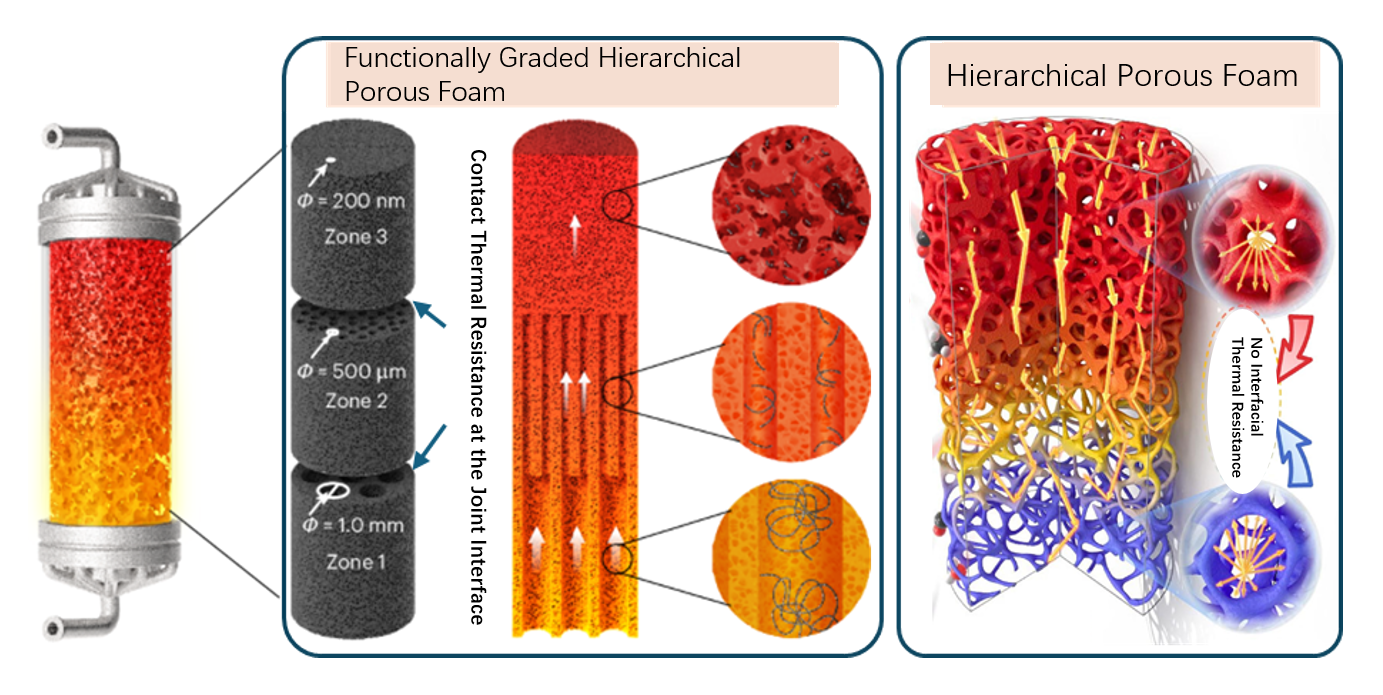 Functionally Graded Hierarchical
Porous Foam
Φ = 200 nm
Zone 3
Φ = 500 μm
Zone 2
Φ = 1.0 mm
Zone 1
Contact Thermal Resistance at the Joint Interface
Hierarchical Porous Foam
No Interfacial
Thermal Resistance